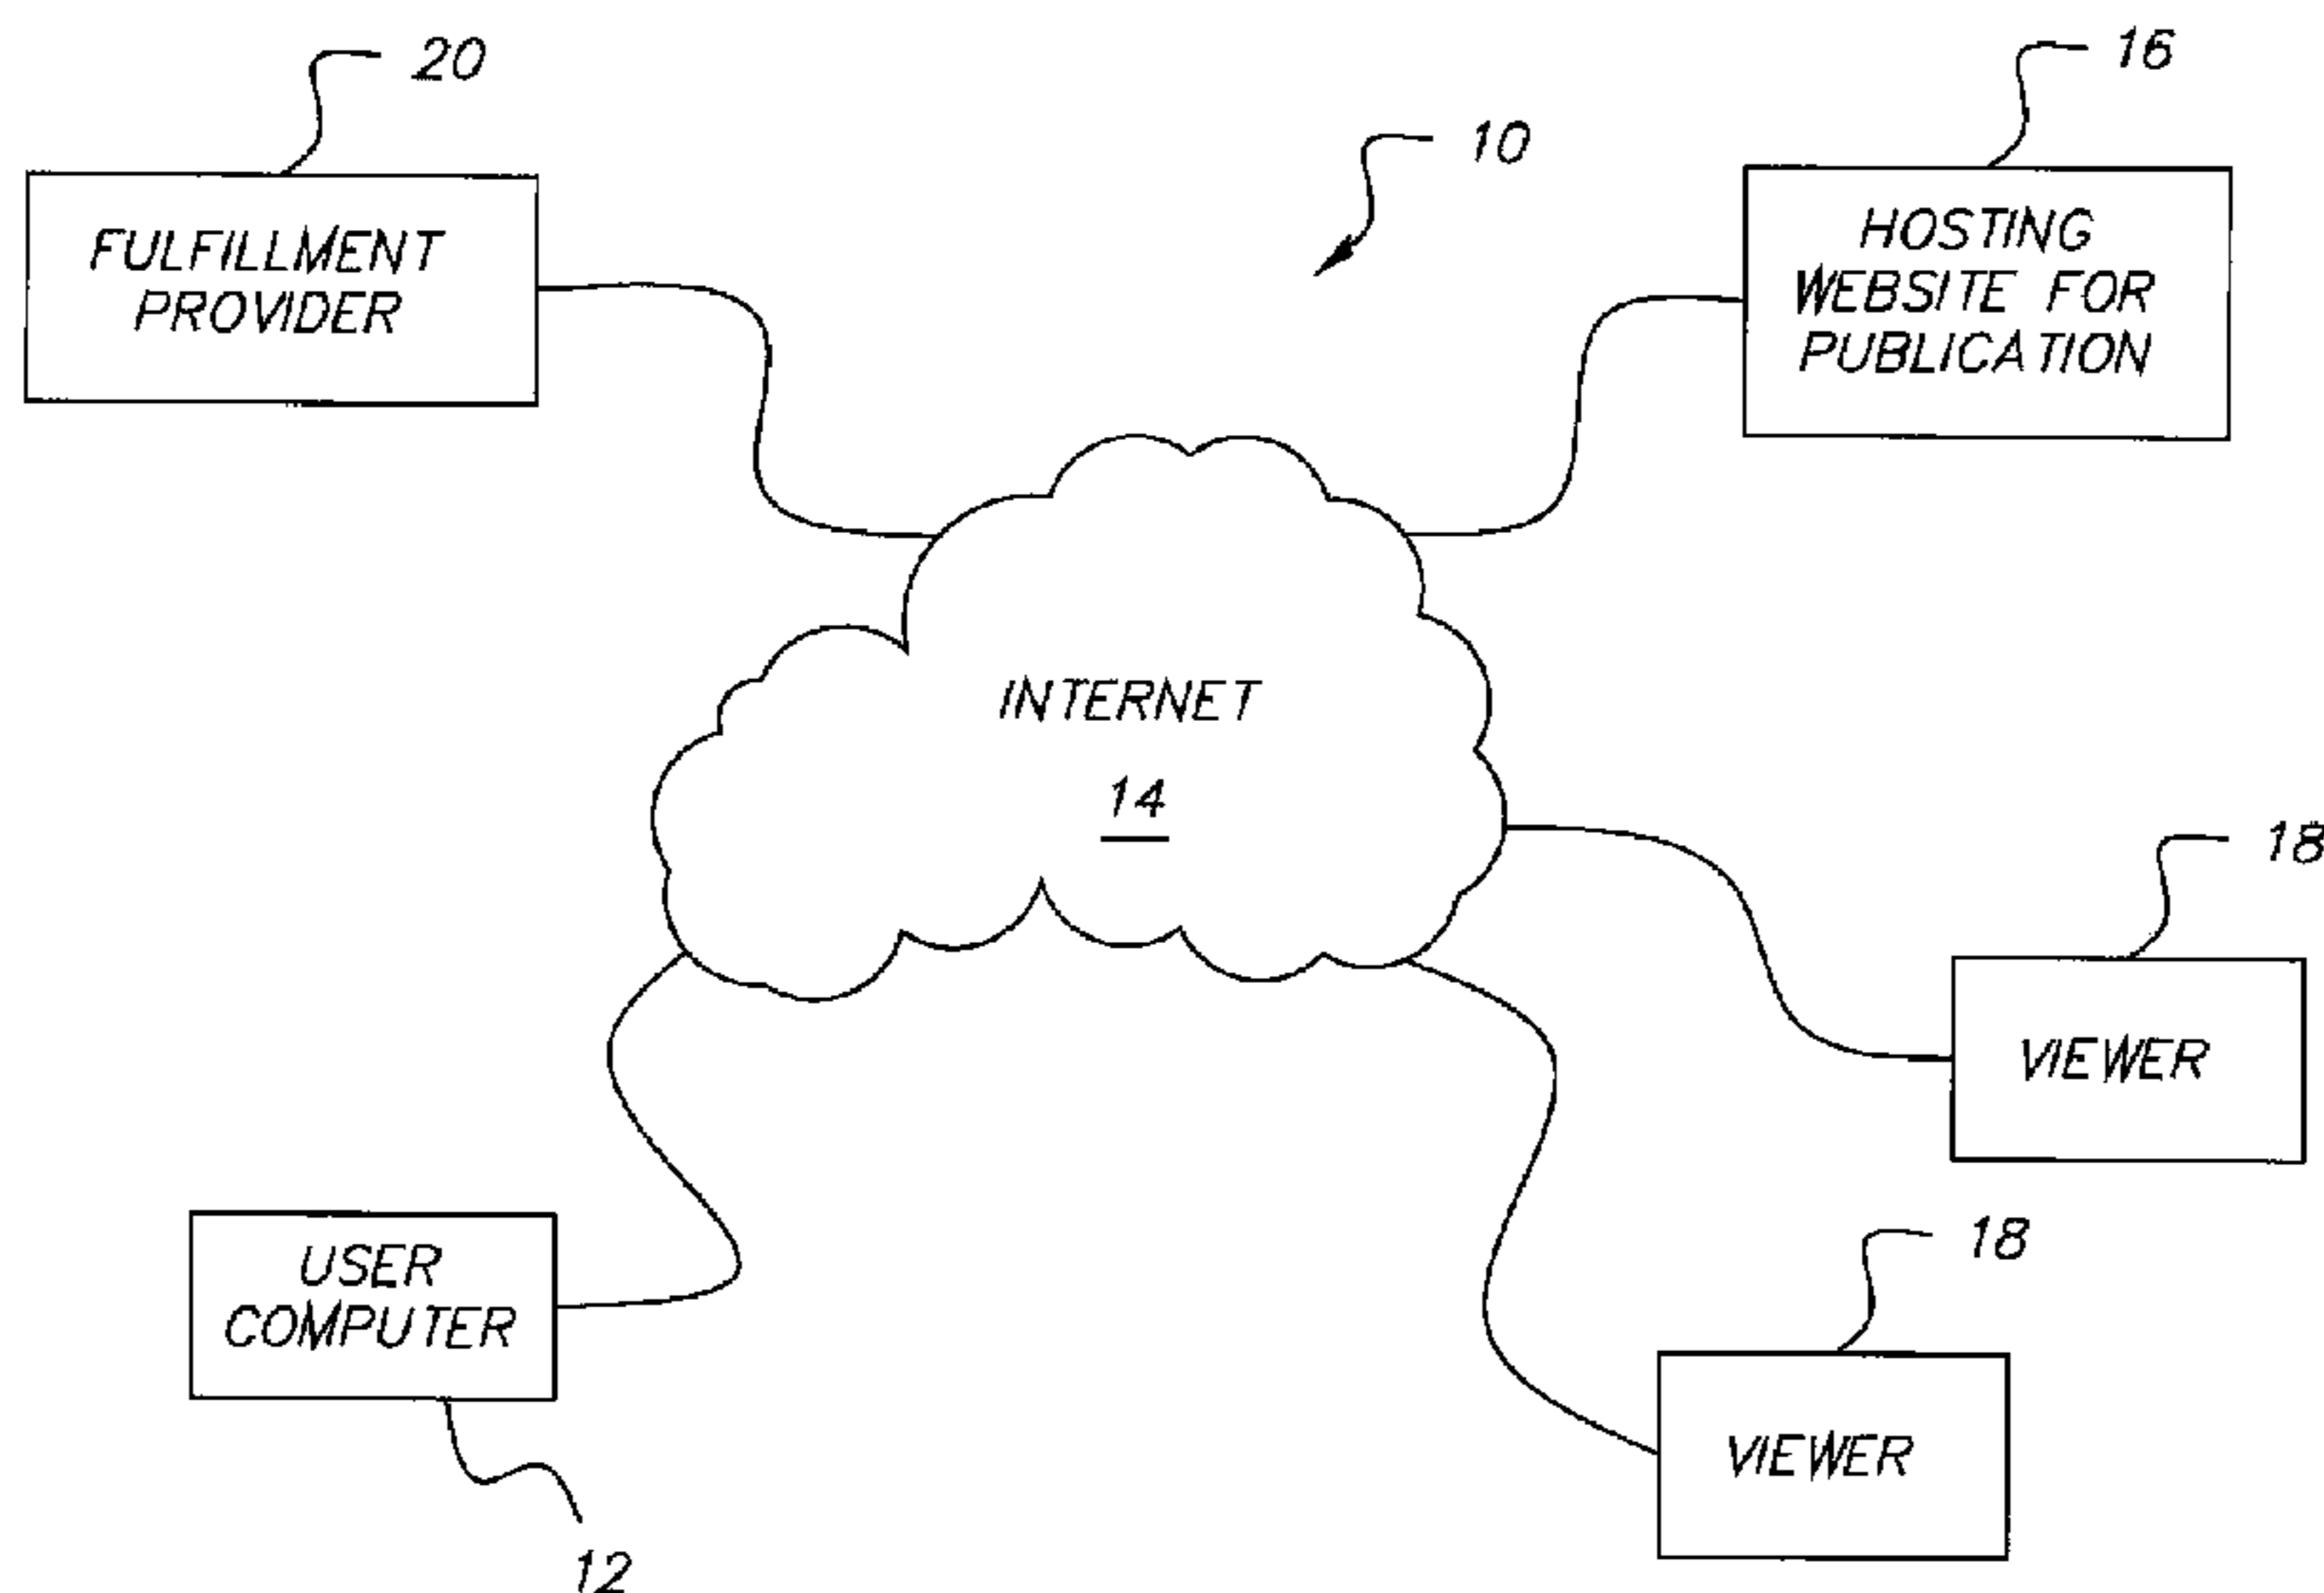 20
16
10
FULFILLMENT
PROVIDER
HOSTING
WEBSITE FOR
PUBLICATION
INTERNET
14
18
VIEWER
USER
COMPUTER
18
VIEWER
12